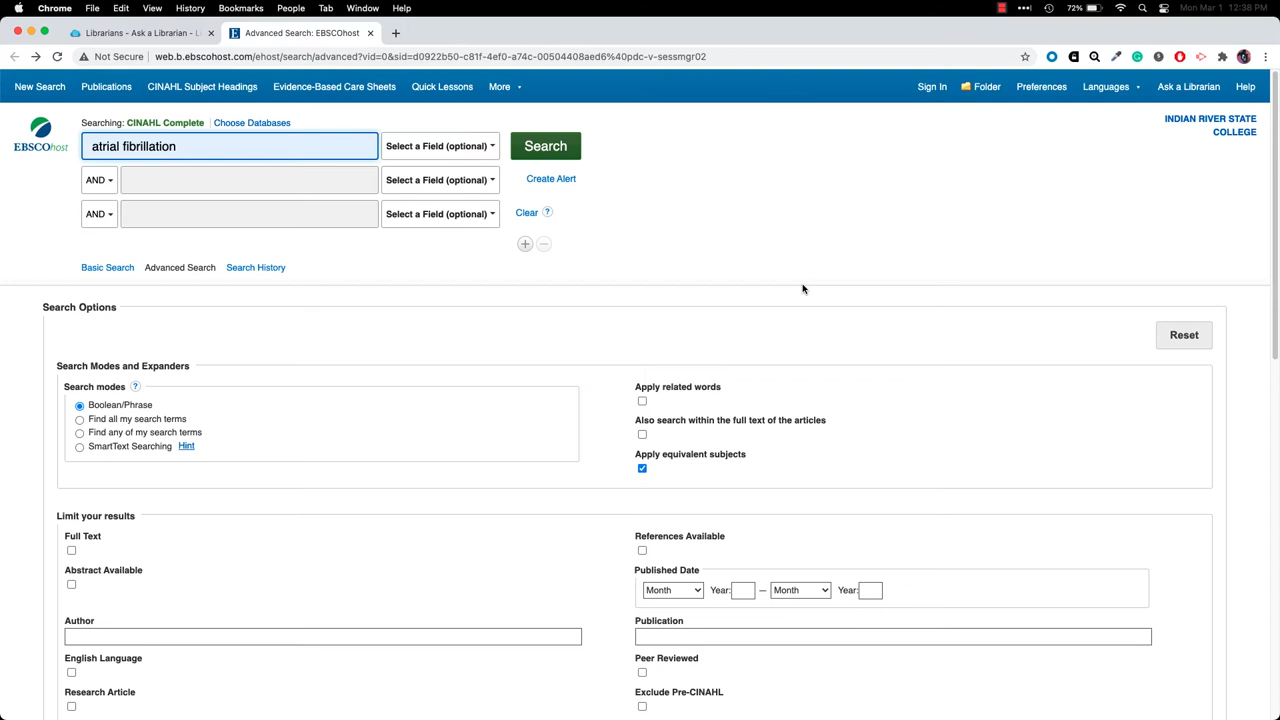 Chrome File Edit View History Bookmarks People Tab Window Help 72% Mon Mar 1 12:38 PM
Librarians - Ask a Librarian - Li Advanced Search: EBSCOhost
Not Secure web.b.ebscohost.com/ehost/search/advanced?vid=0&sid=d0922b50-c81f-4ef0-a74c-00504408aed6%40pdc-v-sessmgr02
New Search Publications CINAHL Subject Headings Evidence-Based Care Sheets Quick Lessons More Sign In Folder Preferences Languages Ask a Librarian Help
Searching: CINAHL Complete Choose Databases
INDIAN RIVER STATE
COLLEGE
EBSCOhost
atrial fibrillation Select a Field (optional) Search
AND Select a Field (optional) Create Alert
AND Select a Field (optional) Clear ?
Basic Search Advanced Search Search History
Search Options
Reset
Search Modes and Expanders
Search modes ?
Boolean/Phrase
Find all my search terms
Find any of my search terms
SmartText Searching Hint
Apply related words
Also search within the full text of the articles
Apply equivalent subjects
Limit your results
Full Text
References Available
Abstract Available
Published Date
Month Year: — Month Year:
Author
Publication
English Language
Peer Reviewed
Research Article
Exclude Pre-CINAHL